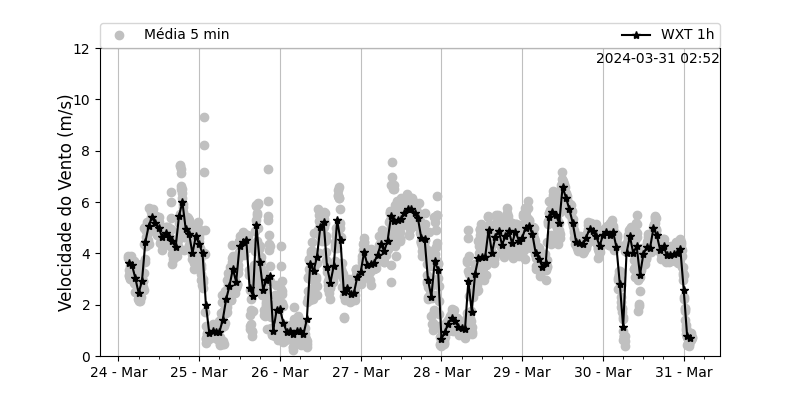 Média 5 min
WXT 1h
2024-03-31 02:52
Velocidade do Vento (m/s)
12
10
8
6
4
2
0
24 - Mar
25 - Mar
26 - Mar
27 - Mar
28 - Mar
29 - Mar
30 - Mar
31 - Mar